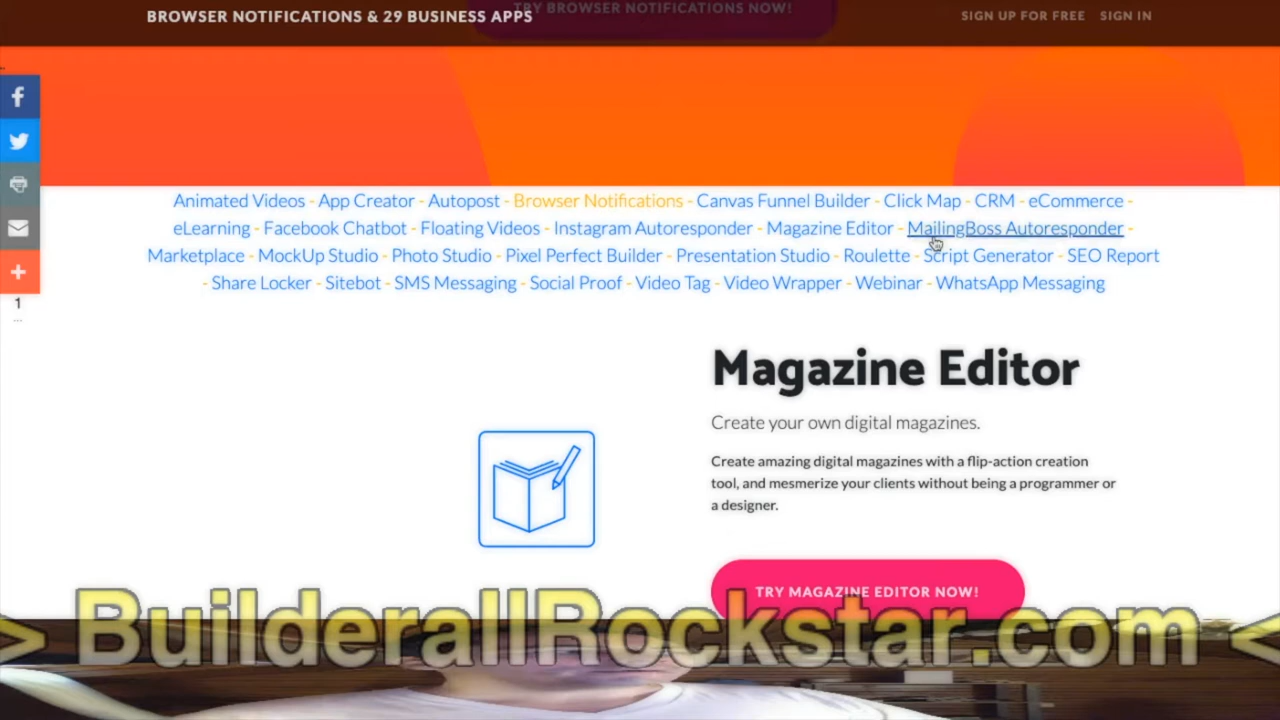 TRY BROWSER NOTIFICATIONS NOW!
BROWSER NOTIFICATIONS & 29 BUSINESS APPS
SIGN UP FOR FREE SIGN IN
Animated Videos - App Creator - Autopost - Browser Notifications - Canvas Funnel Builder - Click Map - CRM - eCommerce -
eLearning - Facebook Chatbot - Floating Videos - Instagram Autoresponder - Magazine Editor - MailingBoss Autoresponder -
Marketplace - MockUp Studio - Photo Studio - Pixel Perfect Builder - Presentation Studio - Roulette - Script Generator - SEO Report
- Share Locker - Sitebot - SMS Messaging - Social Proof - Video Tag - Video Wrapper - Webinar - WhatsApp Messaging
1
...
Magazine Editor
Create your own digital magazines.
Create amazing digital magazines with a flip-action creation
tool, and mesmerize your clients without being a programmer or
a designer.
TRY MAGAZINE EDITOR NOW!
> BuilderallRockstar.com <